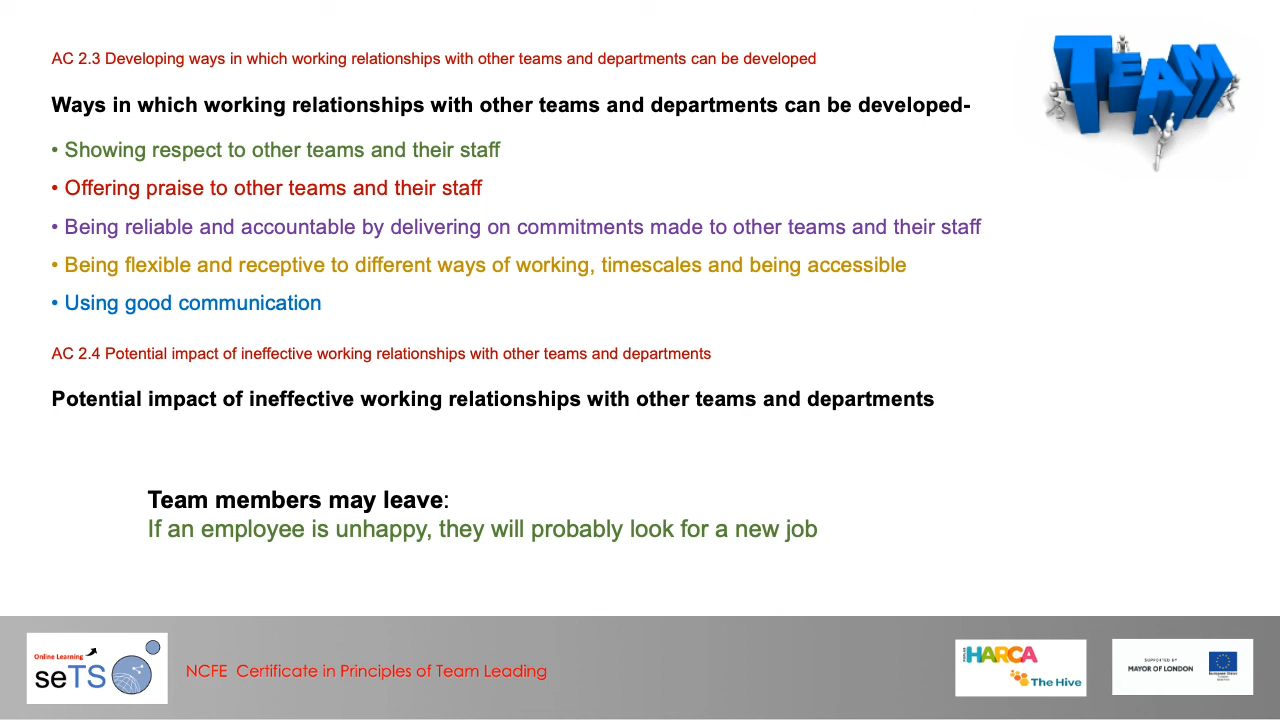 AC 2.3 Developing ways in which working relationships with other teams and departments can be developed
TEAM
Ways in which working relationships with other teams and departments can be developed-
• Showing respect to other teams and their staff
• Offering praise to other teams and their staff
• Being reliable and accountable by delivering on commitments made to other teams and their staff
• Being flexible and receptive to different ways of working, timescales and being accessible
• Using good communication
AC 2.4 Potential impact of ineffective working relationships with other teams and departments
Potential impact of ineffective working relationships with other teams and departments
Team members may leave:
If an employee is unhappy, they will probably look for a new job
Online Learning
seTS
NCFE Certificate in Principles of Team Leading
HARCA
The Hive
SUPPORTED BY
MAYOR OF LONDON